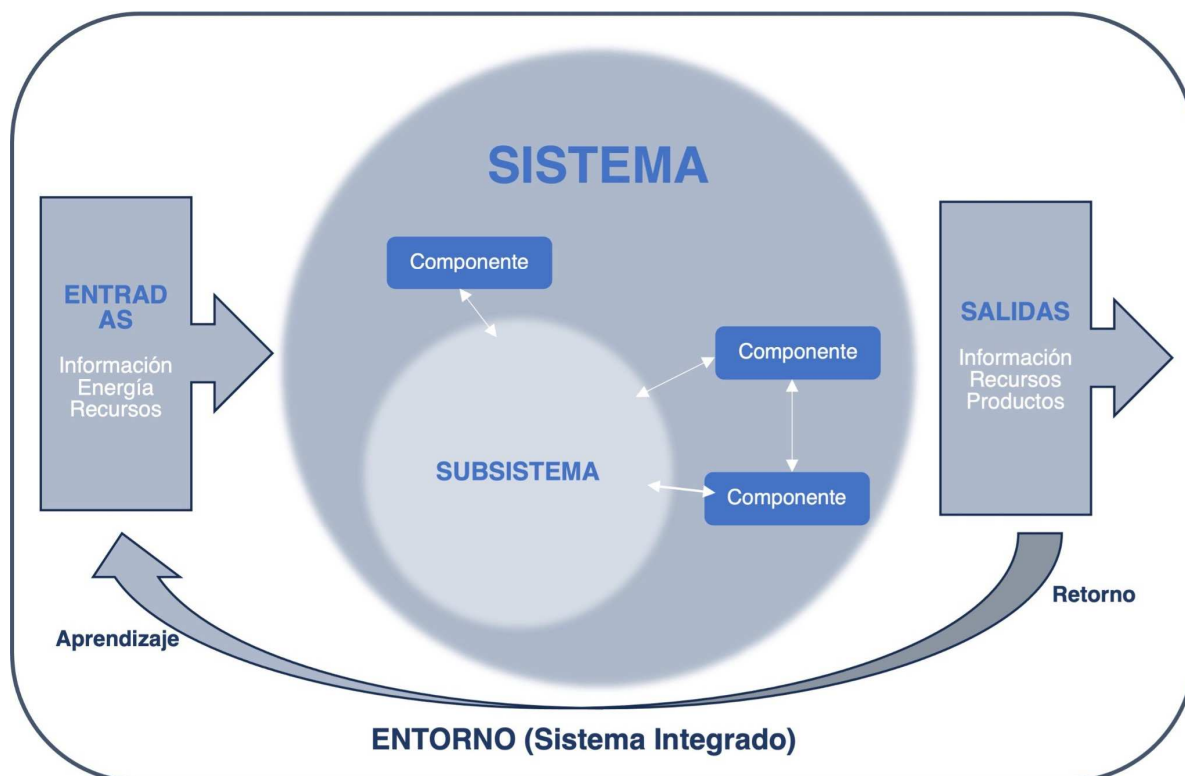 SISTEMA
Componente
ENTRAD
AS
Información
Energía
Recursos
Componente
SALIDAS
Información
Recursos
Productos
SUBSISTEMA
Componente
Aprendizaje
Retorno
ENTORNO (Sistema Integrado)